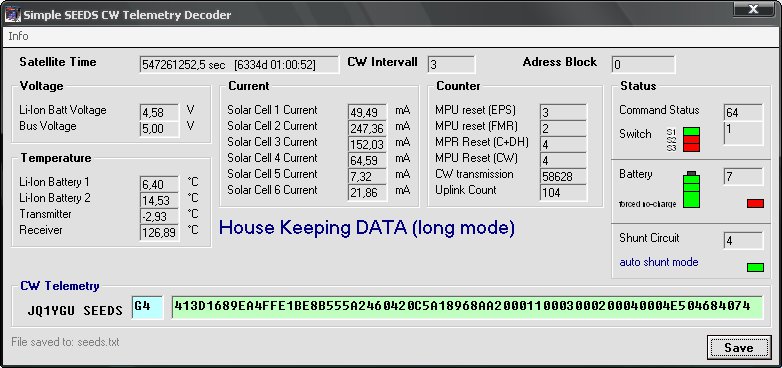 Simple SEEDS CW Telemetry Decoder
Info
Satellite Time 547261252,5 sec [6334d 01:00:52] CW Intervall 3 Adress Block 0
Voltage
Li-Ion Batt Voltage 4,58 V
Bus Voltage 5,00 V
Temperature
Li-Ion Battery 1 6,40 °C
Li-Ion Battery 2 14,53 °C
Transmitter -2,93 °C
Receiver 126,89 °C
Current
Solar Cell 1 Current 49,49 mA
Solar Cell 2 Current 247,36 mA
Solar Cell 3 Current 152,03 mA
Solar Cell 4 Current 64,59 mA
Solar Cell 5 Current 7,32 mA
Solar Cell 6 Current 21,86 mA
Counter
MPU reset (EPS) 3
MPU reset (FMR) 2
MPR Reset (C+DH) 4
MPU Reset (CW) 4
CW transmission 58628
Uplink Count 104
House Keeping DATA (long mode)
Status
Command Status 64
Switch S1 1
S2
S3
Battery 7
forced no-charge
Shunt Circuit 4
auto shunt mode
CW Telemetry
JQ1YGU SEEDS G4 413D1689EA4FFE1BE8B555A2460420C5A18968AA2000110003000200040004E504684074
File saved to: seeds.txt
Save